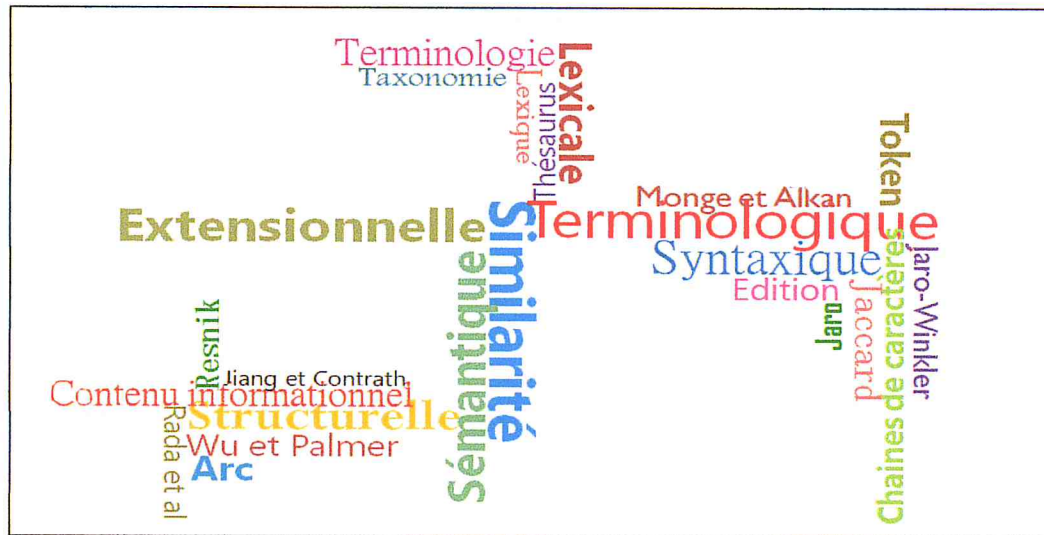 Terminologie
Taxonomie
Lexique
Thésaurus
Lexicale
Token
Monge et Alkan
Extensionnelle
Similarité
Terminologique
Syntaxique
Edition
Jaro
Jaccard
Chaines de caractères
Jaro-Winkler
Sémantique
Resnik
Jiang et Contrath
Contenu informationnel
Structurelle
Rada et al
Wu et Palmer
Arc